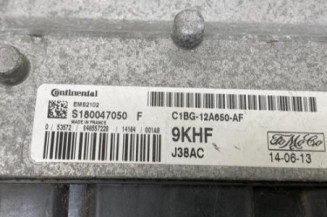 Continental
EMS2102
S180047050 F
MADE IN FRANCE
C1BG-12A650-AF
9KHF
J38AC
FoMoCo
14-06-13